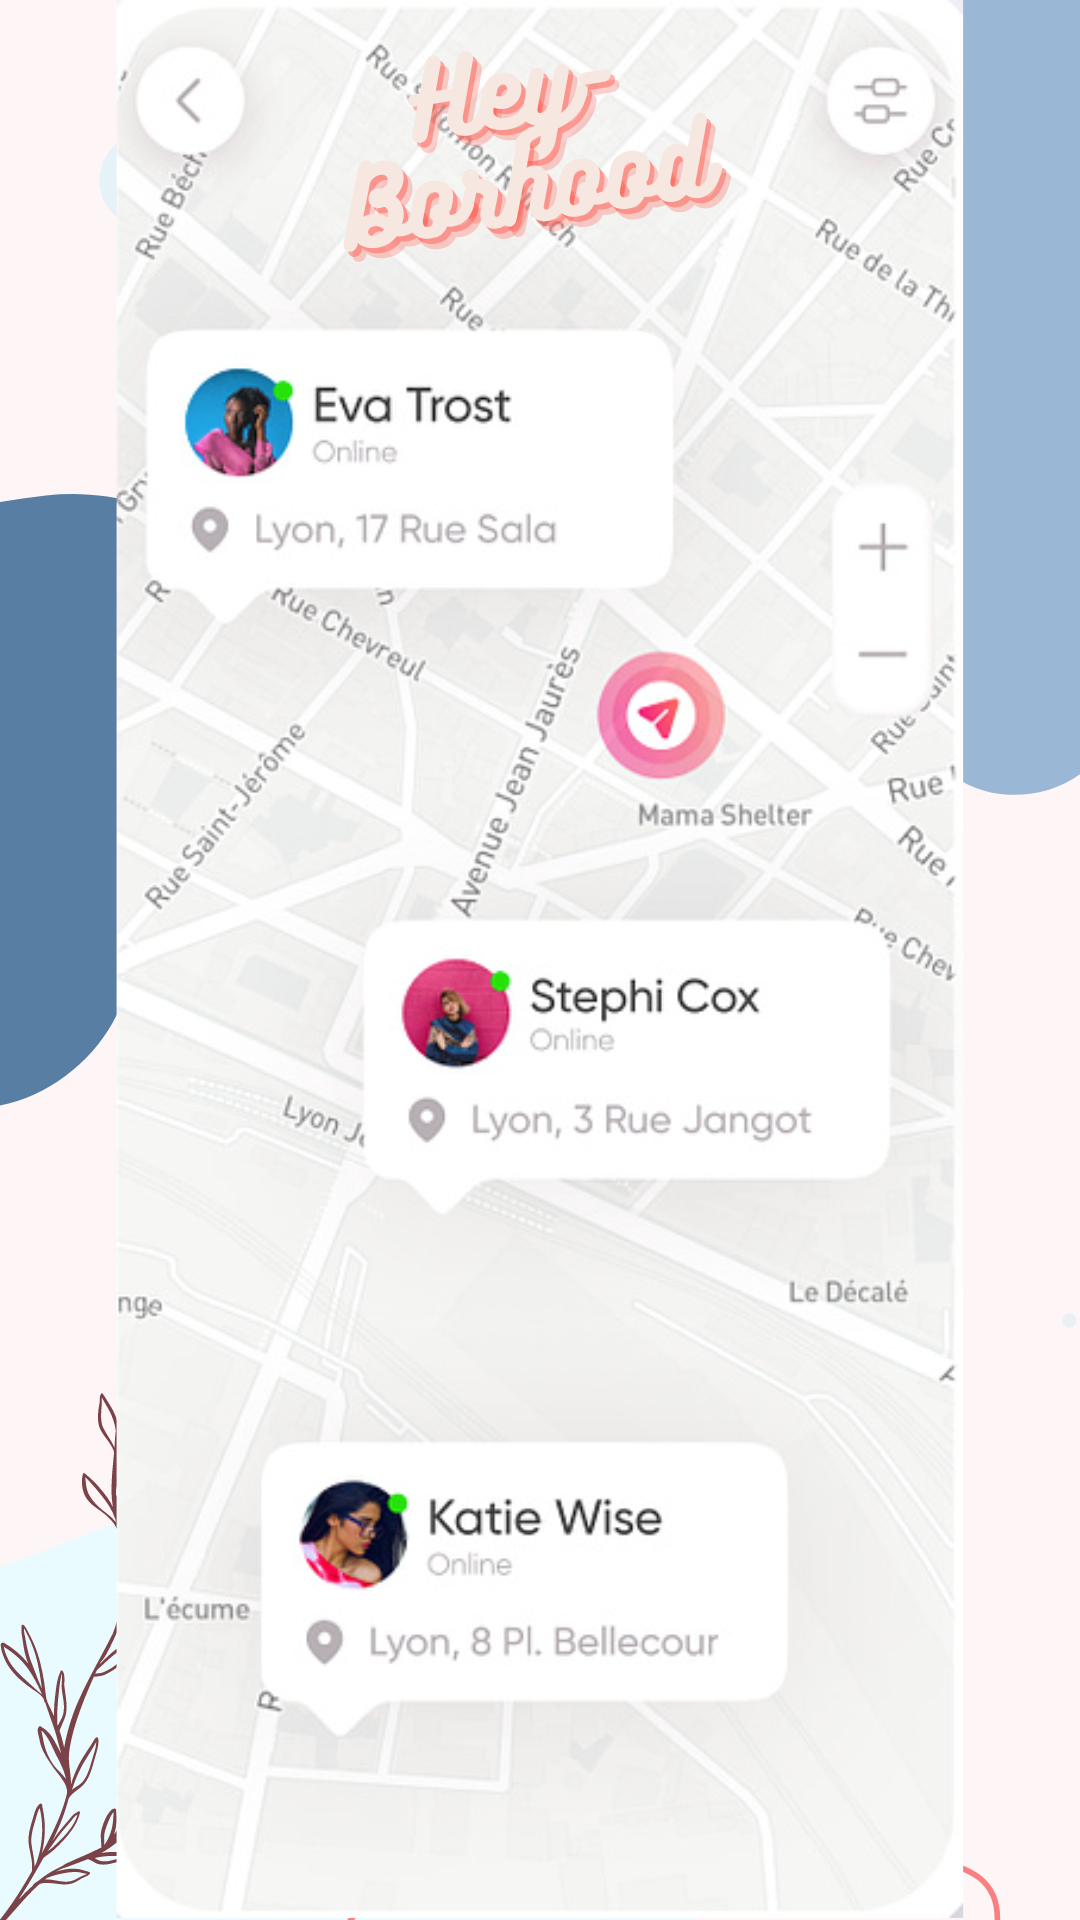 Hey-
Borhood
Rue Béch
Rue de la Th
Rue
Eva Trost
Online
Lyon, 17 Rue Sala
R
Rue Chevreul
Avenue Jean Jaurès
Rue Saint-Jérôme
Mama Shelter
Rue
Rue
Rue Chev
Stephi Cox
Online
Lyon, 3 Rue Jangot
Lyon
Le Décalé
nge
Katie Wise
Online
Lyon, 8 Pl. Bellecour
L'écume
R